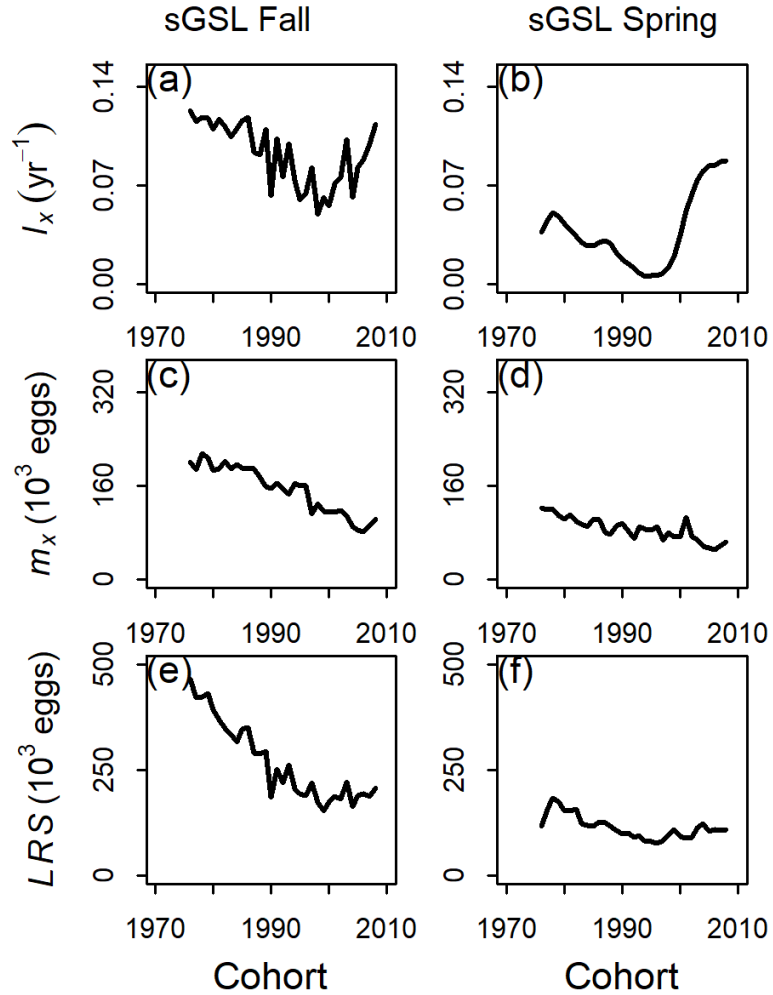 sGSL Fall sGSL Spring
(a) (b)
l_x (yr⁻¹)
0.14 0.14
0.07 0.07
0.00 0.00
1970 1990 2010 1970 1990 2010
(c) (d)
m_x (10³ eggs)
320 320
160 160
0 0
1970 1990 2010 1970 1990 2010
(e) (f)
LRS (10³ eggs)
500 500
250 250
0 0
1970 1990 2010 1970 1990 2010
Cohort Cohort